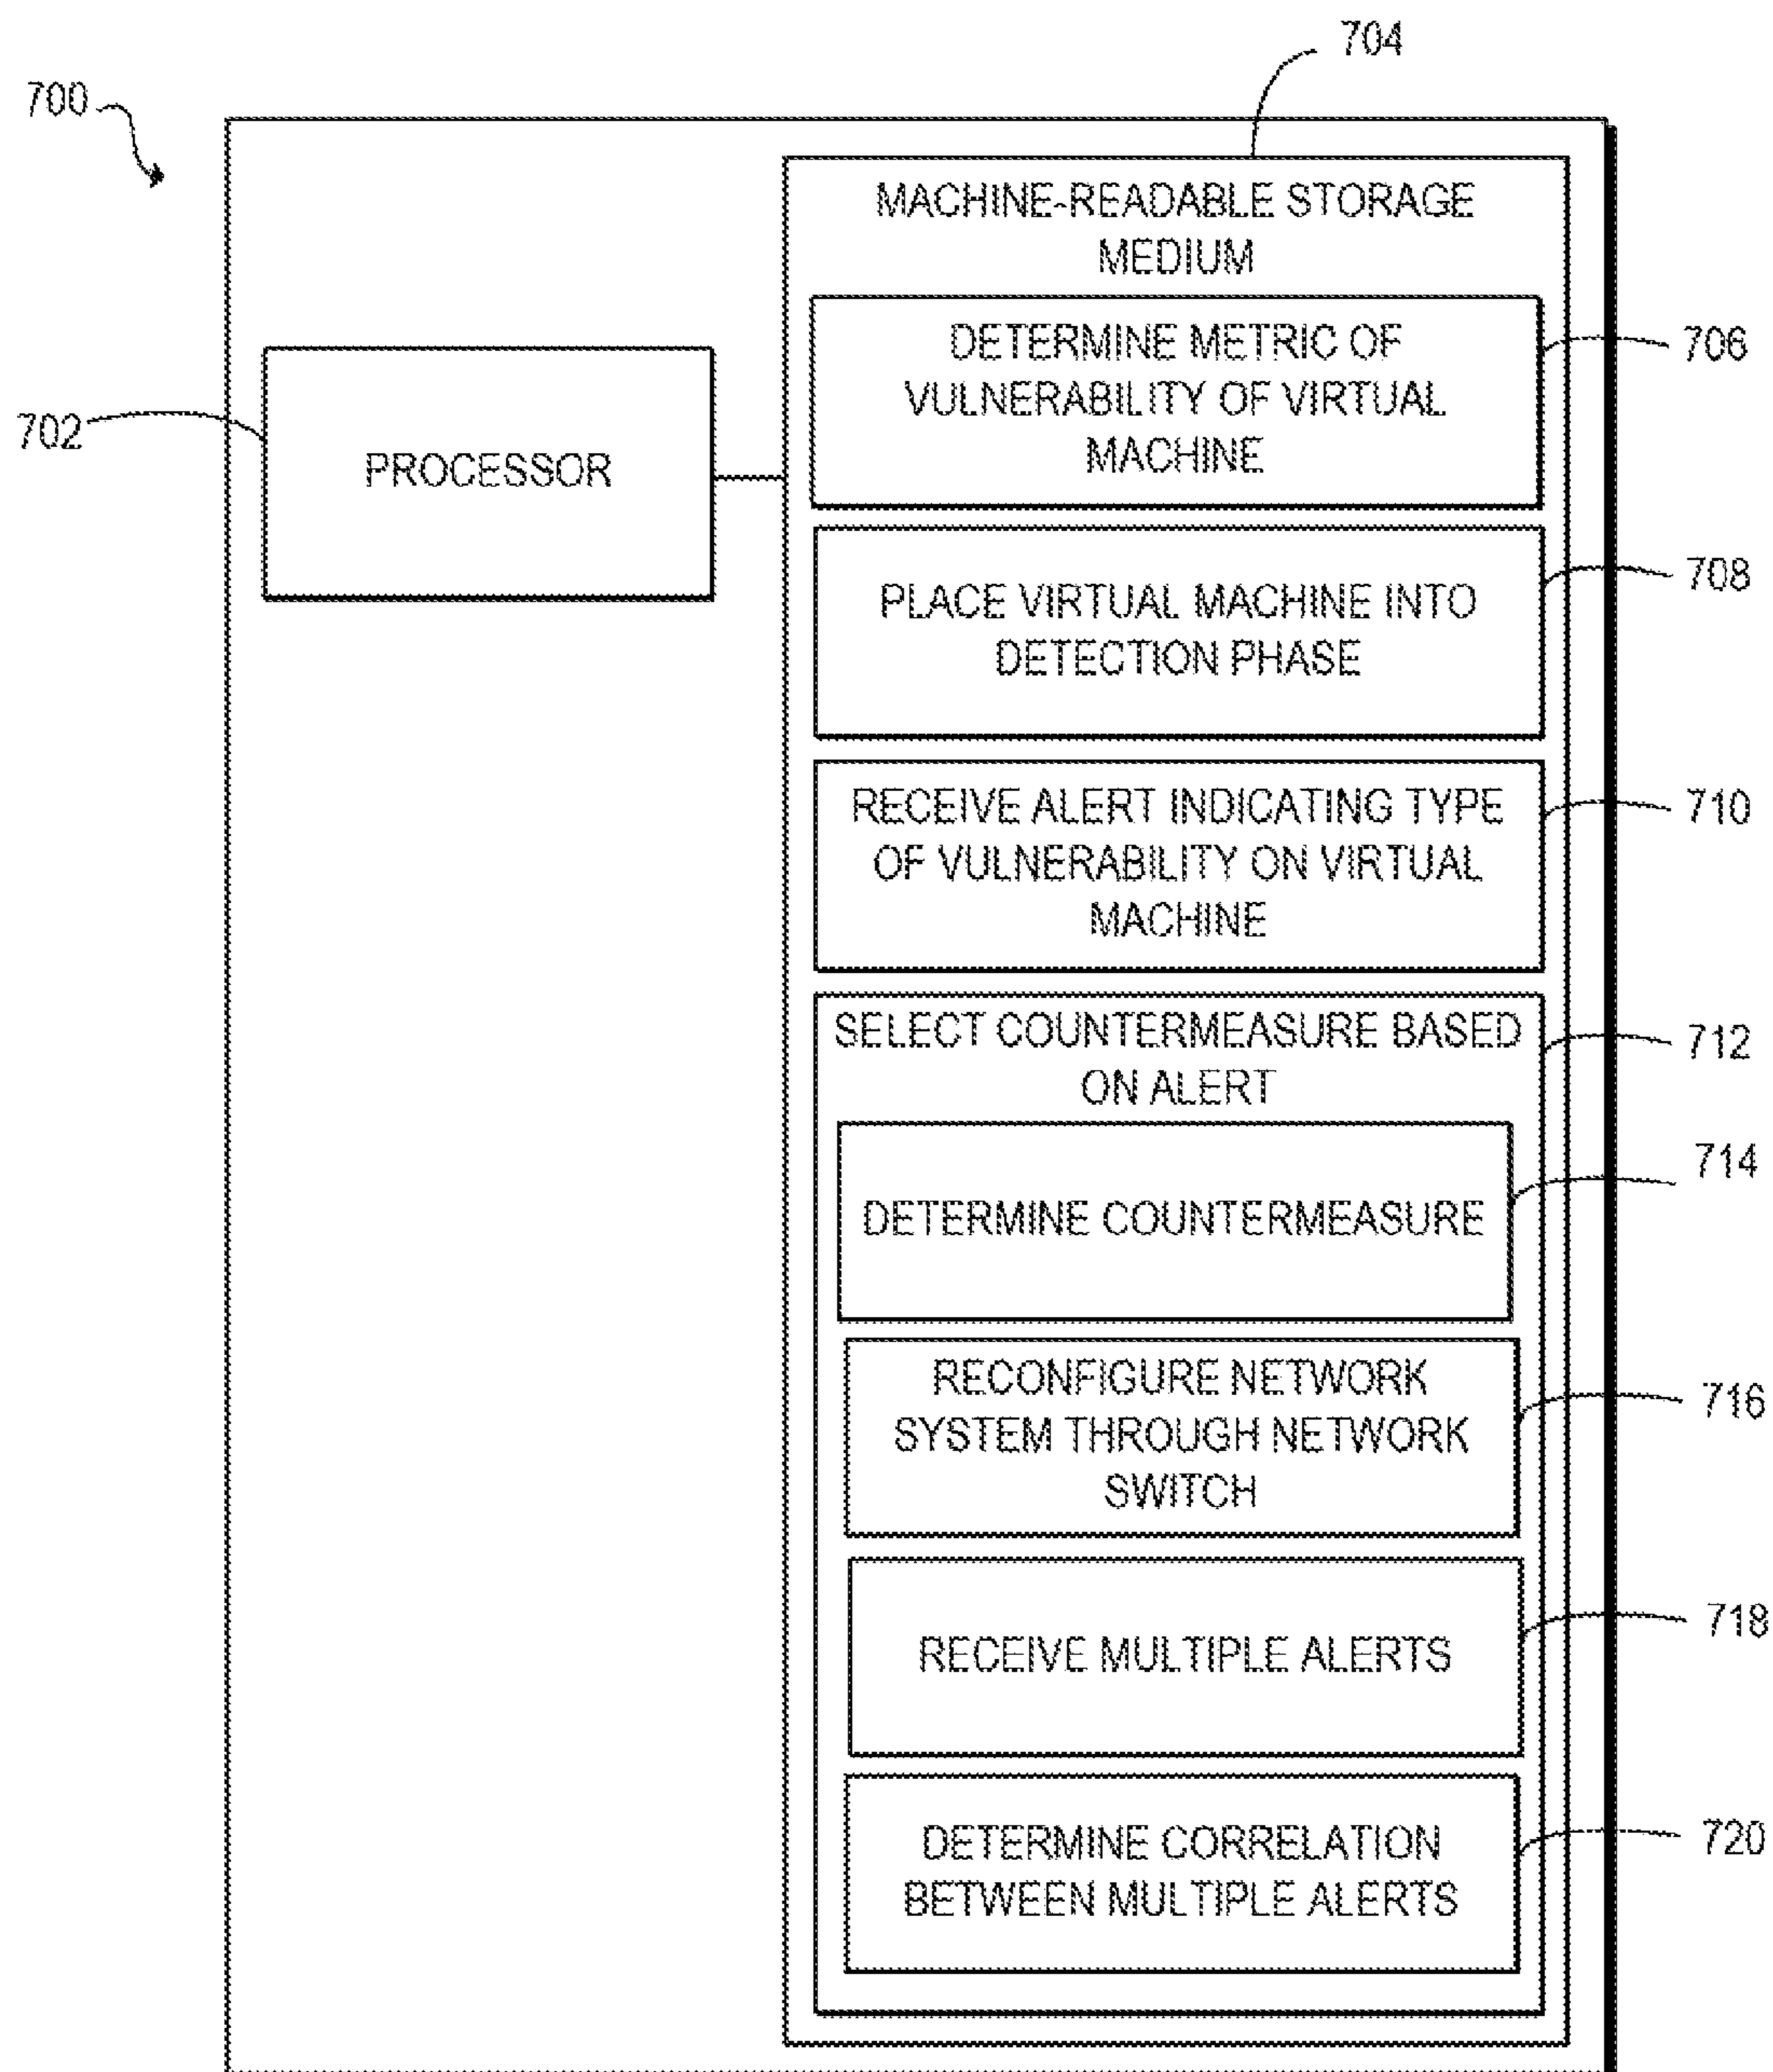 704
700
MACHINE-READABLE STORAGE
MEDIUM
DETERMINE METRIC OF
VULNERABILITY OF VIRTUAL
MACHINE
706
702
PROCESSOR
PLACE VIRTUAL MACHINE INTO
DETECTION PHASE
708
RECEIVE ALERT INDICATING TYPE
OF VULNERABILITY ON VIRTUAL
MACHINE
710
SELECT COUNTERMEASURE BASED
ON ALERT
712
DETERMINE COUNTERMEASURE
714
RECONFIGURE NETWORK
SYSTEM THROUGH NETWORK
SWITCH
716
RECEIVE MULTIPLE ALERTS
718
DETERMINE CORRELATION
BETWEEN MULTIPLE ALERTS
720